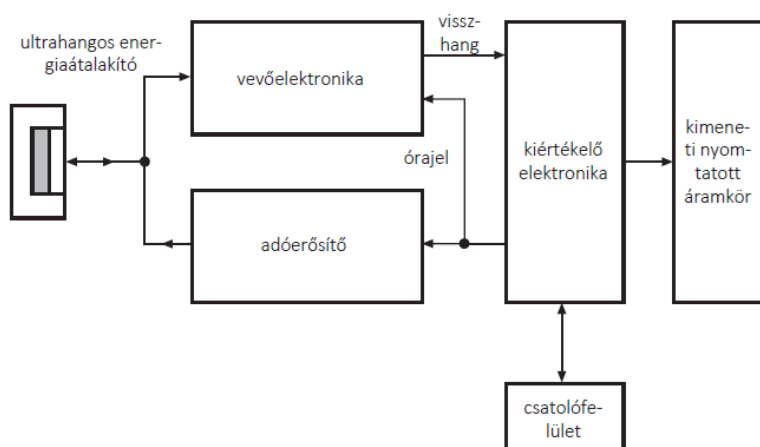 ultrahangos ener-
giaátalakító
vevőelektronika
vissz-
hang
órajel
adóerősítő
kiértékelő
elektronika
kimene-
ti nyom-
tatott
áramkör
csatolófe-
lület